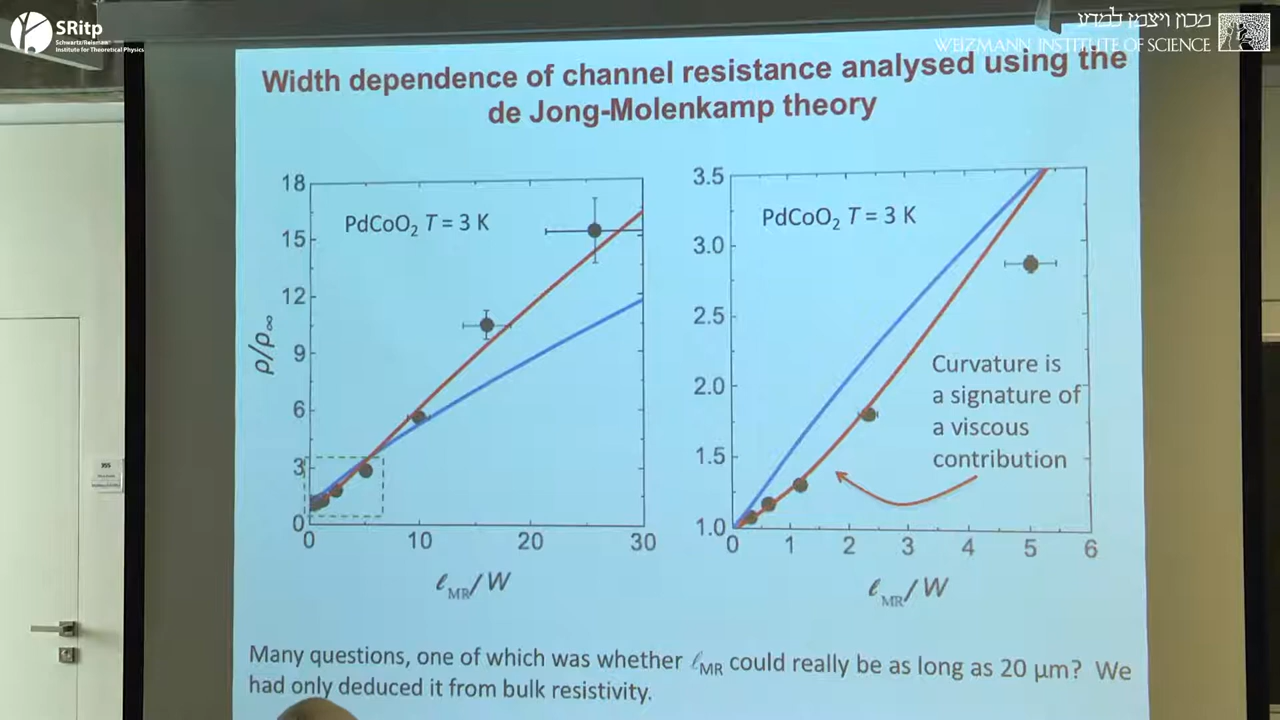 SRitp
Schwartz/Reisman
Institute for Theoretical Physics
מכון ויצמן למדע
WEIZMANN INSTITUTE OF SCIENCE
Width dependence of channel resistance analysed using the
de Jong-Molenkamp theory
18
15
12
9
6
3
0
ρ/ρ∞
PdCoO₂ T = 3 K
0 10 20 30
ℓMR/W
3.5
3.0
2.5
2.0
1.5
1.0
PdCoO₂ T = 3 K
Curvature is
a signature of
a viscous
contribution
0 1 2 3 4 5 6
ℓMR/W
Many questions, one of which was whether ℓMR could really be as long as 20 μm? We
had only deduced it from bulk resistivity.